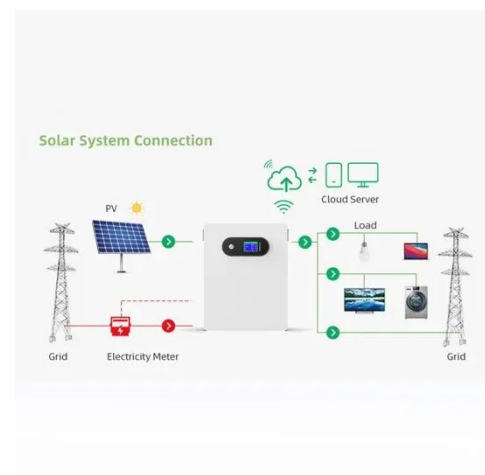 Solar System Connection
Cloud Server
PV
Load
Grid
Electricity Meter
Grid